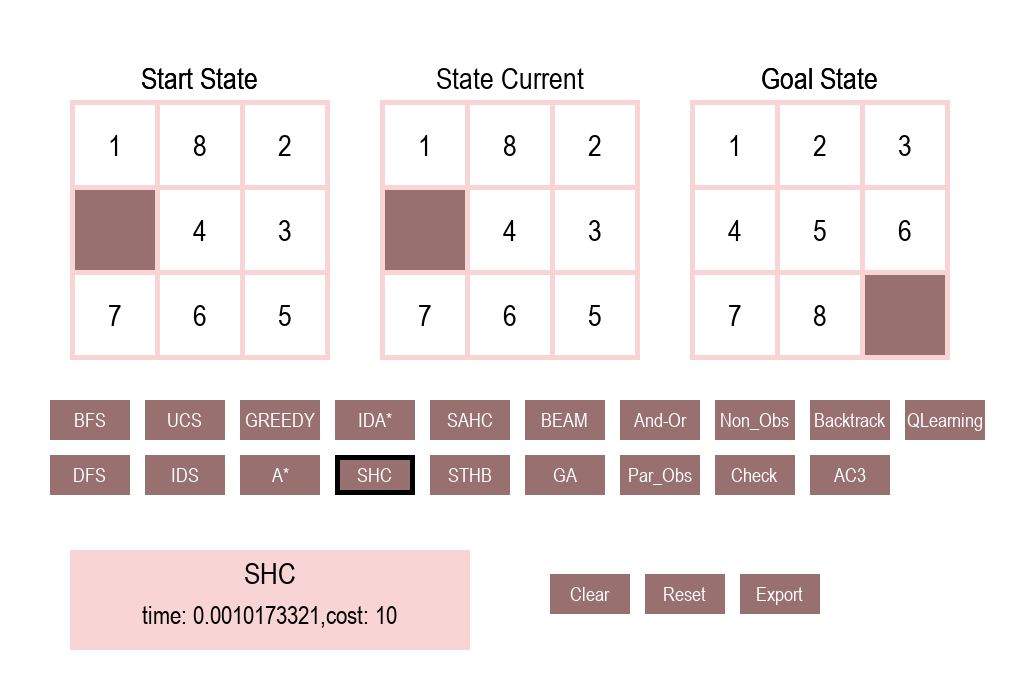 Start State State Current Goal State
1 8 2 1 8 2 1 2 3
4 3 4 3 4 5 6
7 6 5 7 6 5 7 8
BFS UCS GREEDY IDA* SAHC BEAM And-Or Non_Obs Backtrack QLearning
DFS IDS A* SHC STHB GA Par_Obs Check AC3
SHC
time: 0.0010173321,cost: 10
Clear Reset Export